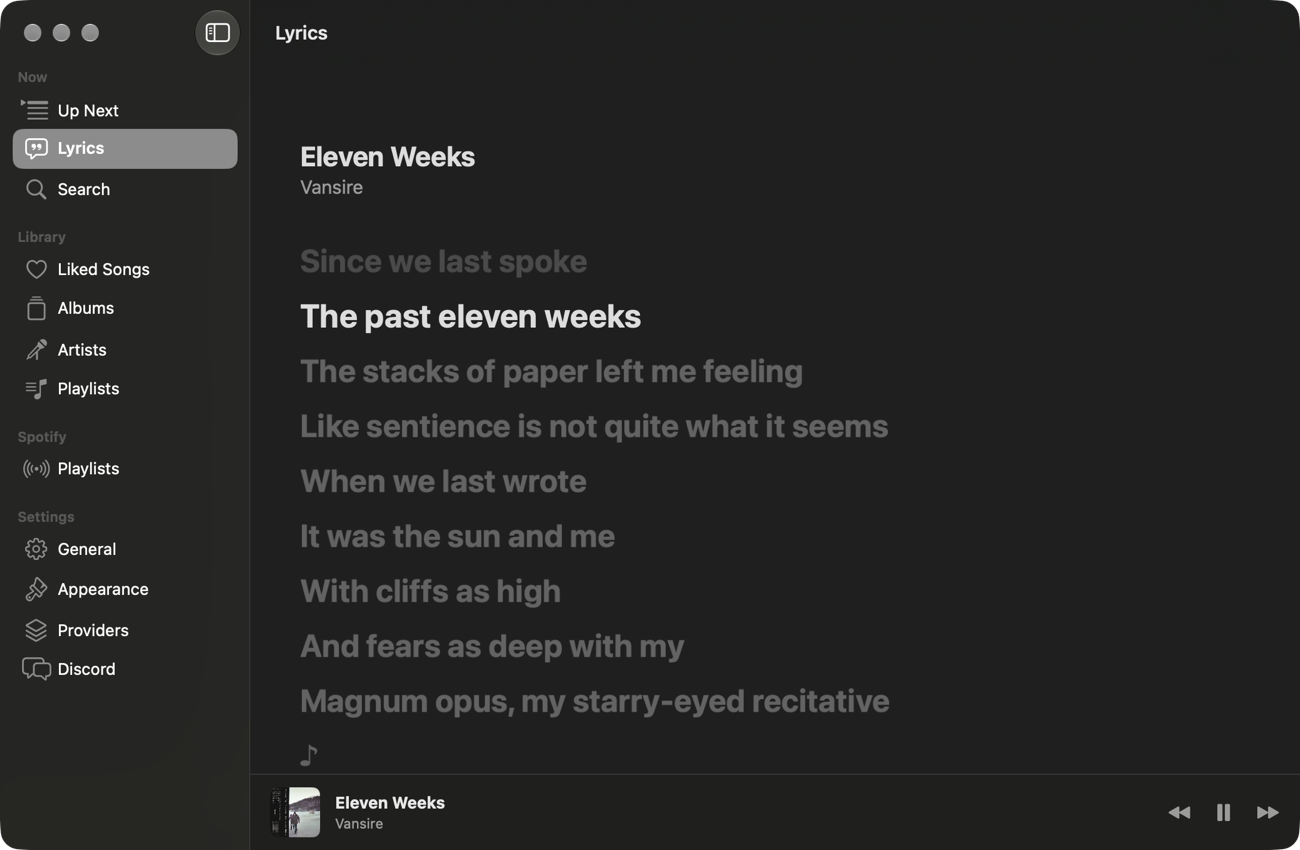 Lyrics
Now
Up Next
Lyrics
Search
Library
Liked Songs
Albums
Artists
Playlists
Spotify
Playlists
Settings
General
Appearance
Providers
Discord
Eleven Weeks
Vansire
Since we last spoke
The past eleven weeks
The stacks of paper left me feeling
Like sentience is not quite what it seems
When we last wrote
It was the sun and me
With cliffs as high
And fears as deep with my
Magnum opus, my starry-eyed recitative
♪
Eleven Weeks
Vansire